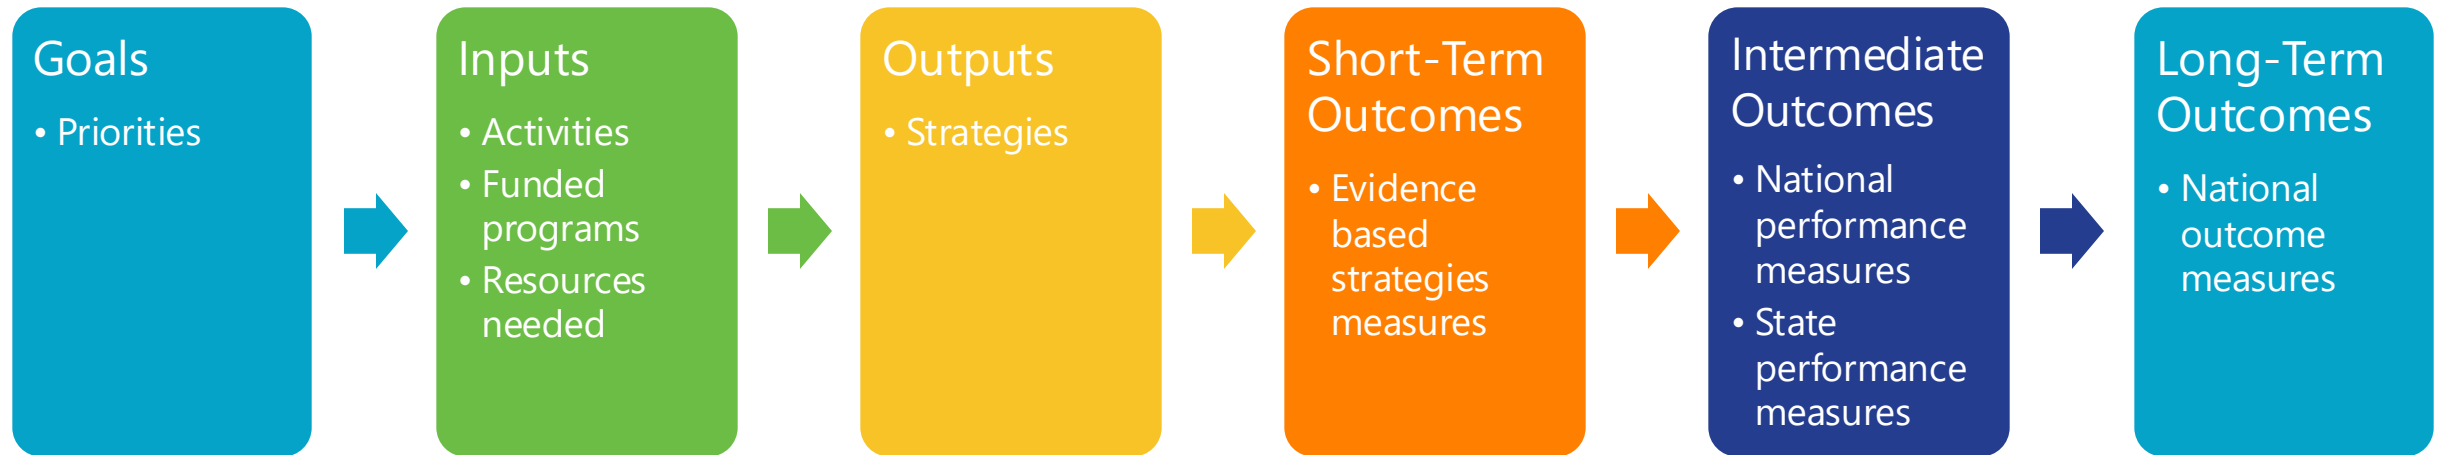 Goals
• Priorities
Inputs
• Activities
• Funded
programs
• Resources
needed
Outputs
• Strategies
Short-Term
Outcomes
• Evidence
based
strategies
measures
Intermediate
Outcomes
• National
performance
measures
• State
performance
measures
Long-Term
Outcomes
• National
outcome
measures